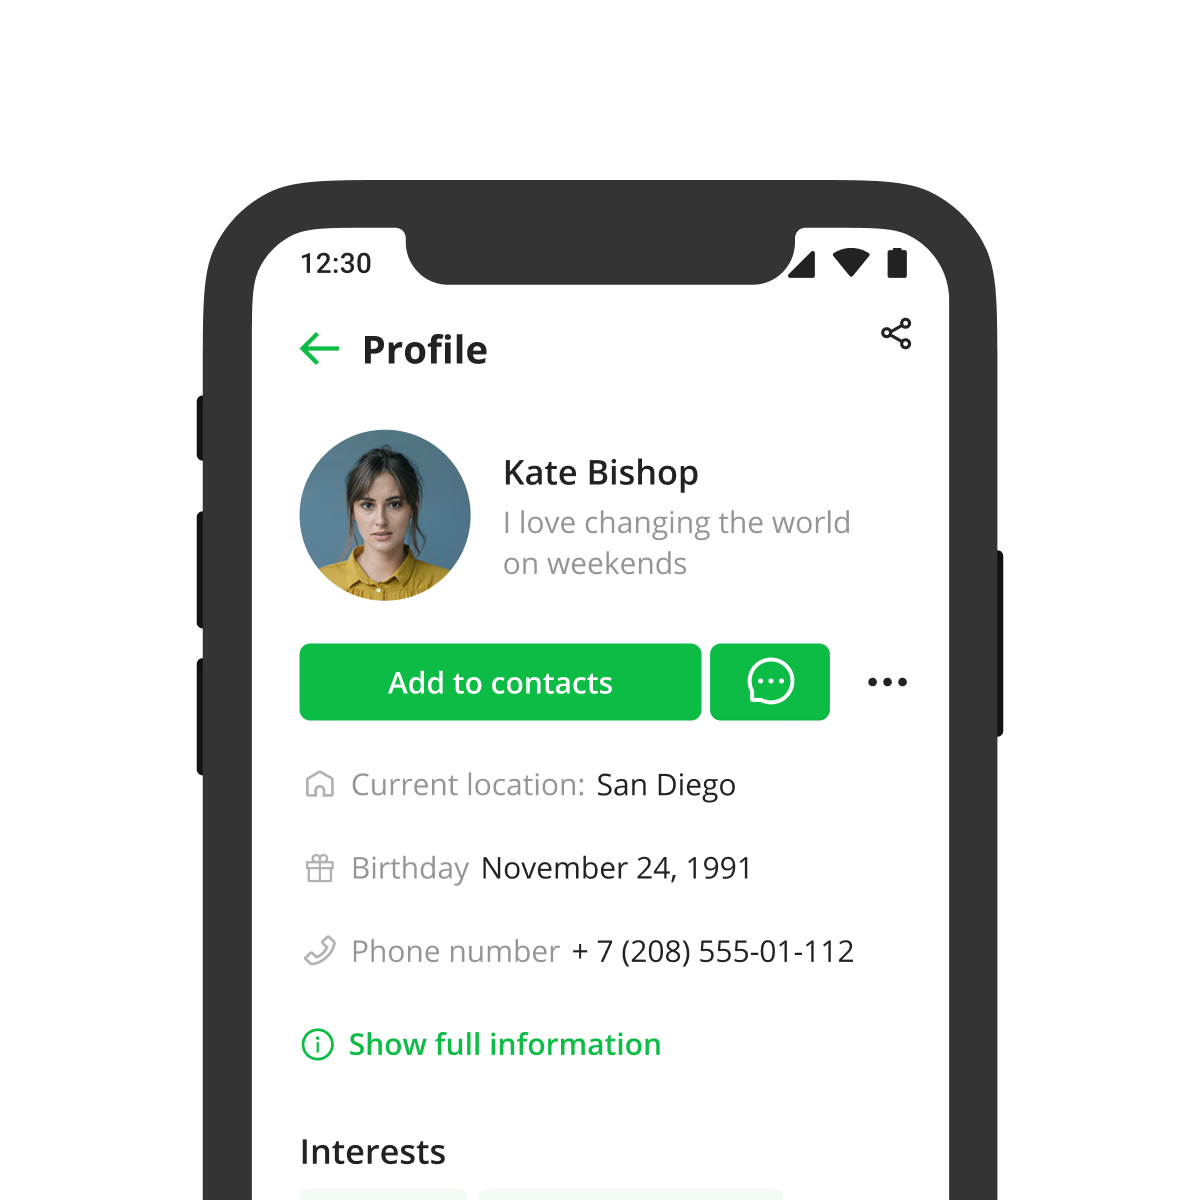 12:30
Profile
Kate Bishop
I love changing the world
on weekends
Add to contacts
Current location: San Diego
Birthday November 24, 1991
Phone number + 7 (208) 555-01-112
Show full information
Interests